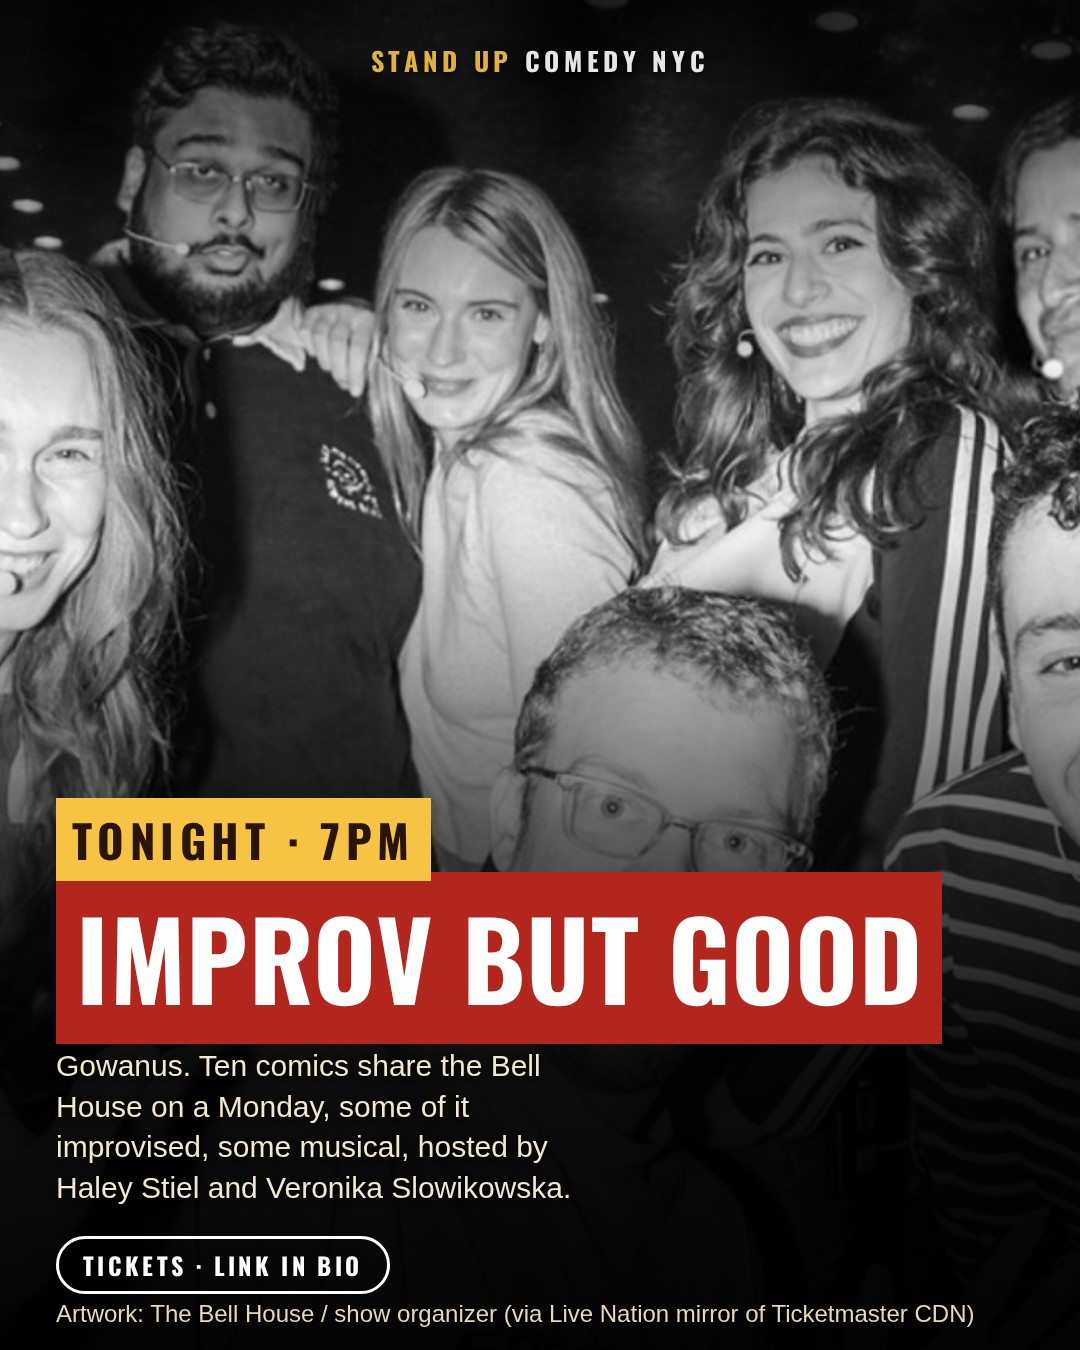 STAND UP COMEDY NYC
TONIGHT · 7PM
IMPROV BUT GOOD
Gowanus. Ten comics share the Bell
House on a Monday, some of it
improvised, some musical, hosted by
Haley Stiel and Veronika Slowikowska.
TICKETS · LINK IN BIO
Artwork: The Bell House / show organizer (via Live Nation mirror of Ticketmaster CDN)